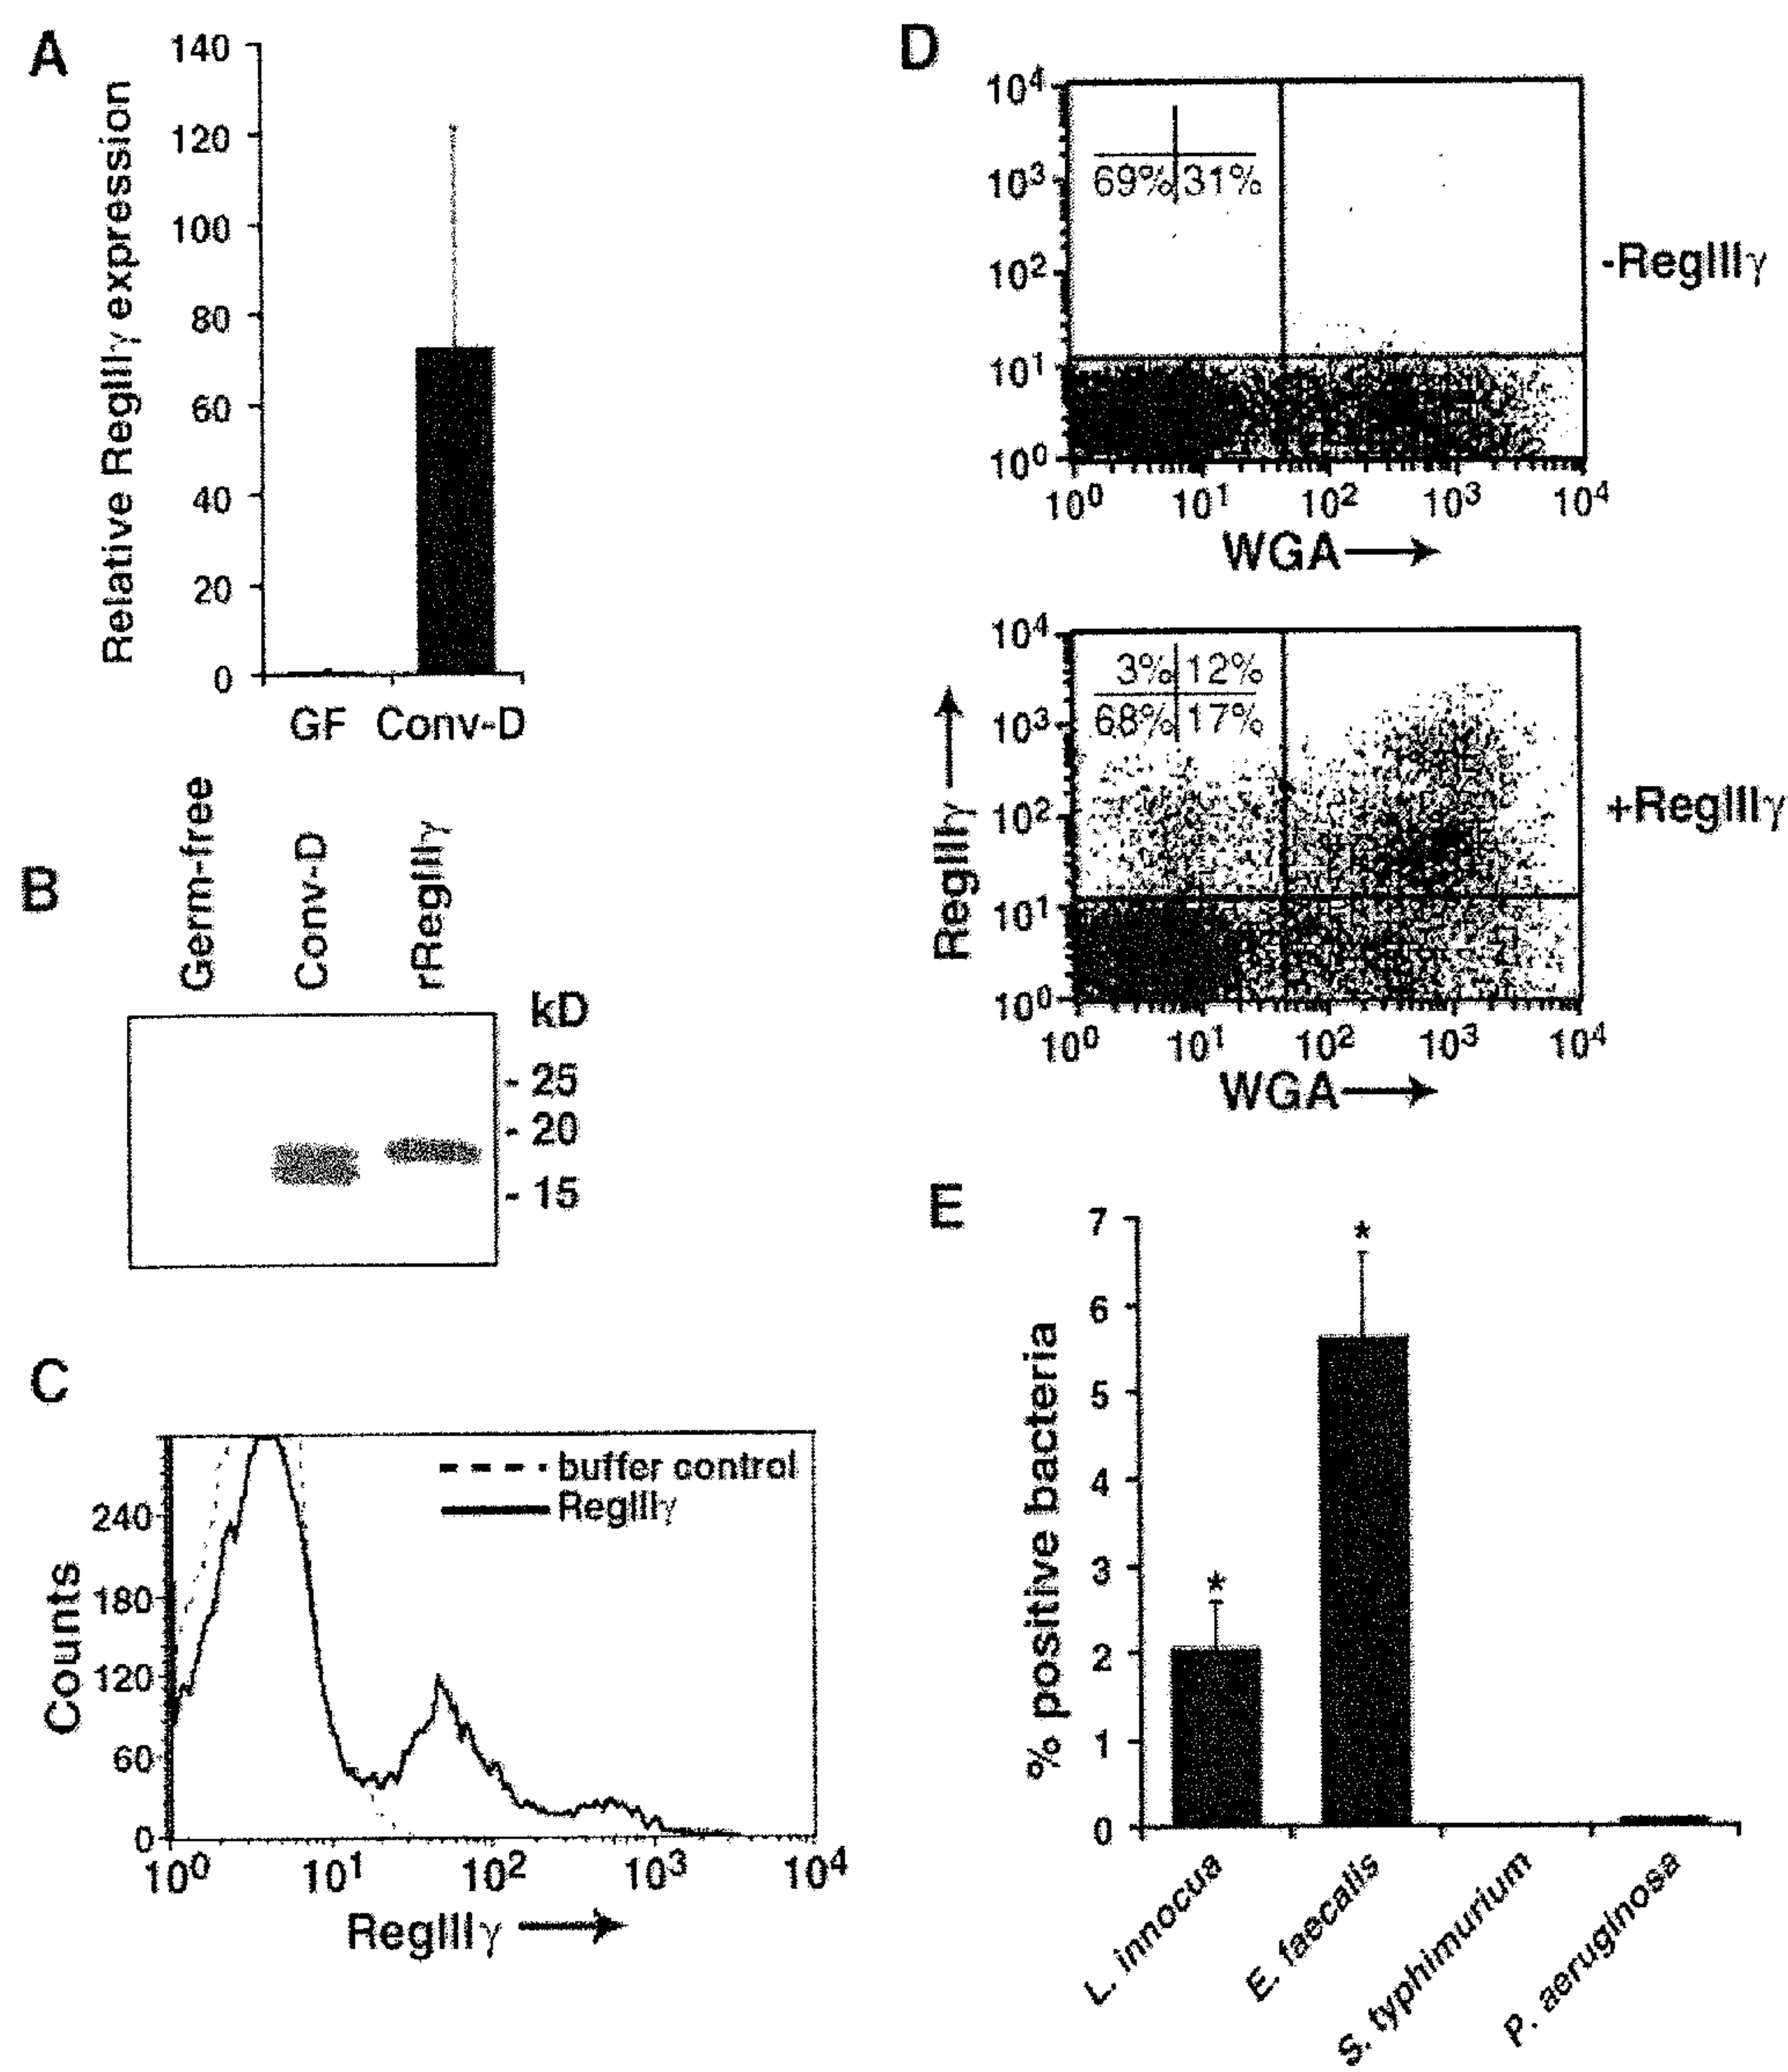 A
Relative RegIIIγ expression
140
120
100
80
60
40
20
0
GF Conv-D
B
Germ-free
Conv-D
rRegIIIγ
kD
- 25
- 20
- 15
C
Counts
240
180
120
60
0
buffer control
RegIIIγ
10⁰ 10¹ 10² 10³ 10⁴
RegIIIγ
D
10⁴
10³
10²
10¹
10⁰
69% 31%
-RegIIIγ
10⁰ 10¹ 10² 10³ 10⁴
WGA
RegIIIγ
10⁴
10³
10²
10¹
10⁰
3% 12%
68% 17%
+RegIIIγ
10⁰ 10¹ 10² 10³ 10⁴
WGA
E
% positive bacteria
7
6
5
4
3
2
1
0
*
*
L. innocua
E. faecalis
S. typhimurium
P. aeruginosa